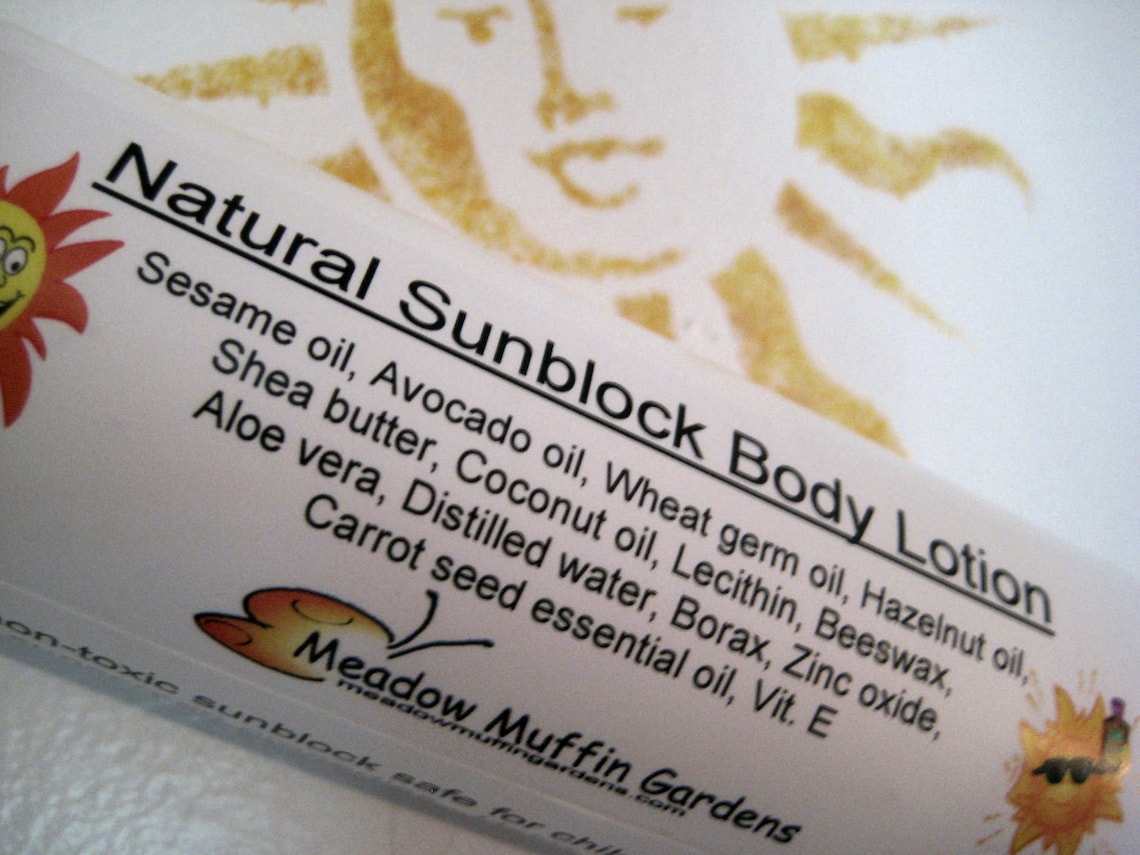 Natural Sunblock Body Lotion
Sesame oil, Avocado oil, Wheat germ oil, Hazelnut oil,
Shea butter, Coconut oil, Lecithin, Beeswax,
Aloe vera, Distilled water, Borax, Zinc oxide,
Carrot seed essential oil, Vit. E
Meadow Muffin Gardens
meadowmuffingardens.com
non-toxic sunblock safe for chil